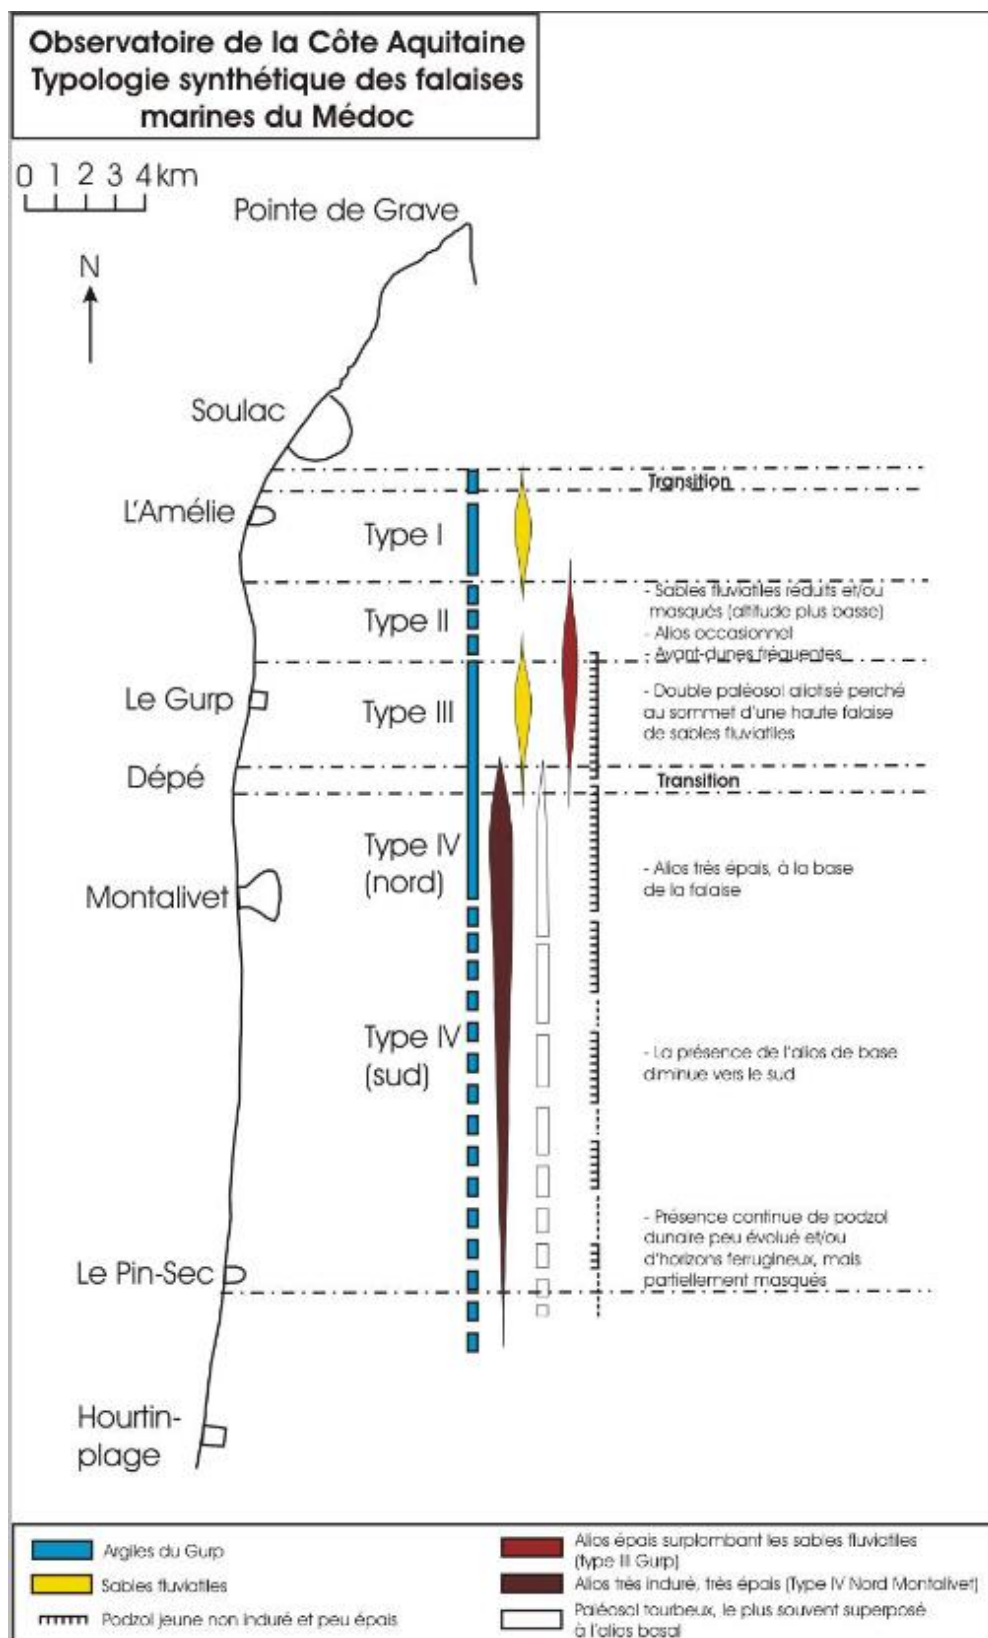 Observatoire de la Côte Aquitaine
Typologie synthétique des falaises
marines du Médoc
0 1 2 3 4km
Pointe de Grave
N
Soulac
Transition
L'Amélie
Type I
- Sables fluviatiles réduits et/ou
masqués (altitude plus basse)
- Alios occasionnel
- Avant-dunes fréquentes
Type II
Le Gurp
Type III
- Double paléosol aliotisé perché
au sommet d'une haute falaise
de sables fluviatiles
Dépé
Transition
Type IV
(nord)
- Alios très épais, à la base
de la falaise
Montalivet
Type IV
(sud)
- La présence de l'alios de base
diminue vers le sud
- Présence continue de podzol
dunaire peu évolué et/ou
d'horizons ferrugineux, mais
partiellement masqués
Le Pin-Sec
Hourtin-
plage
Argiles du Gurp
Sables fluviatiles
Podzol jeune non induré et peu épais
Alios épais surplombant les sables fluviatiles
(type III Gurp)
Alios très induré, très épais (Type IV Nord Montalivet)
Paléosol tourbeux, le plus souvent superposé
à l'alios basal